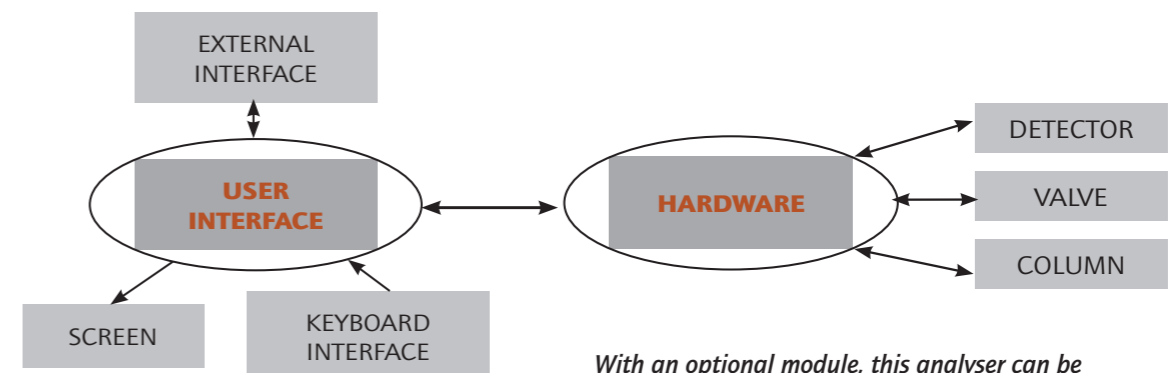 EXTERNAL
INTERFACE
USER
INTERFACE
HARDWARE
DETECTOR
VALVE
COLUMN
SCREEN
KEYBOARD
INTERFACE
With an optional module, this analyser can be